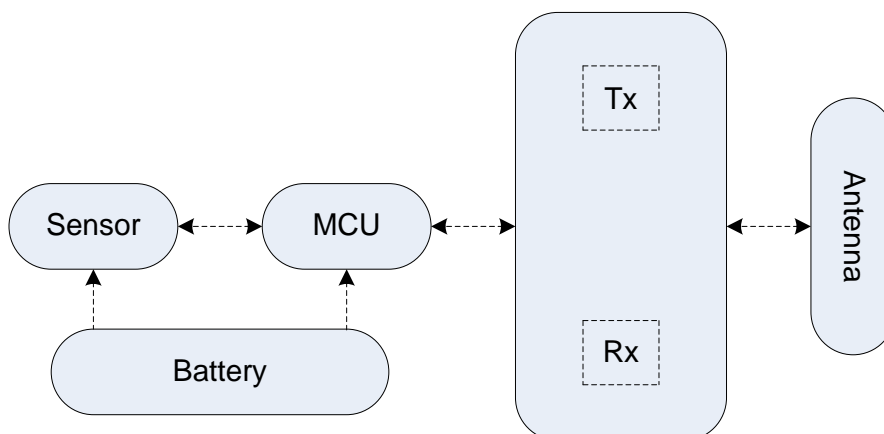 Tx
Sensor
MCU
Antenna
Rx
Battery